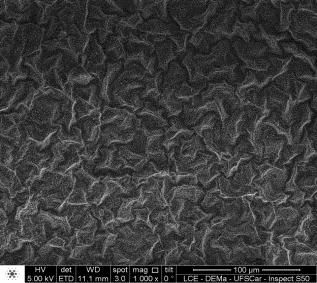 HV det WD spot mag □ tilt 100 µm
5.00 kV ETD 11.1 mm 3.0 1 000 x 0° LCE - DEMa - UFSCar - Inspect S50